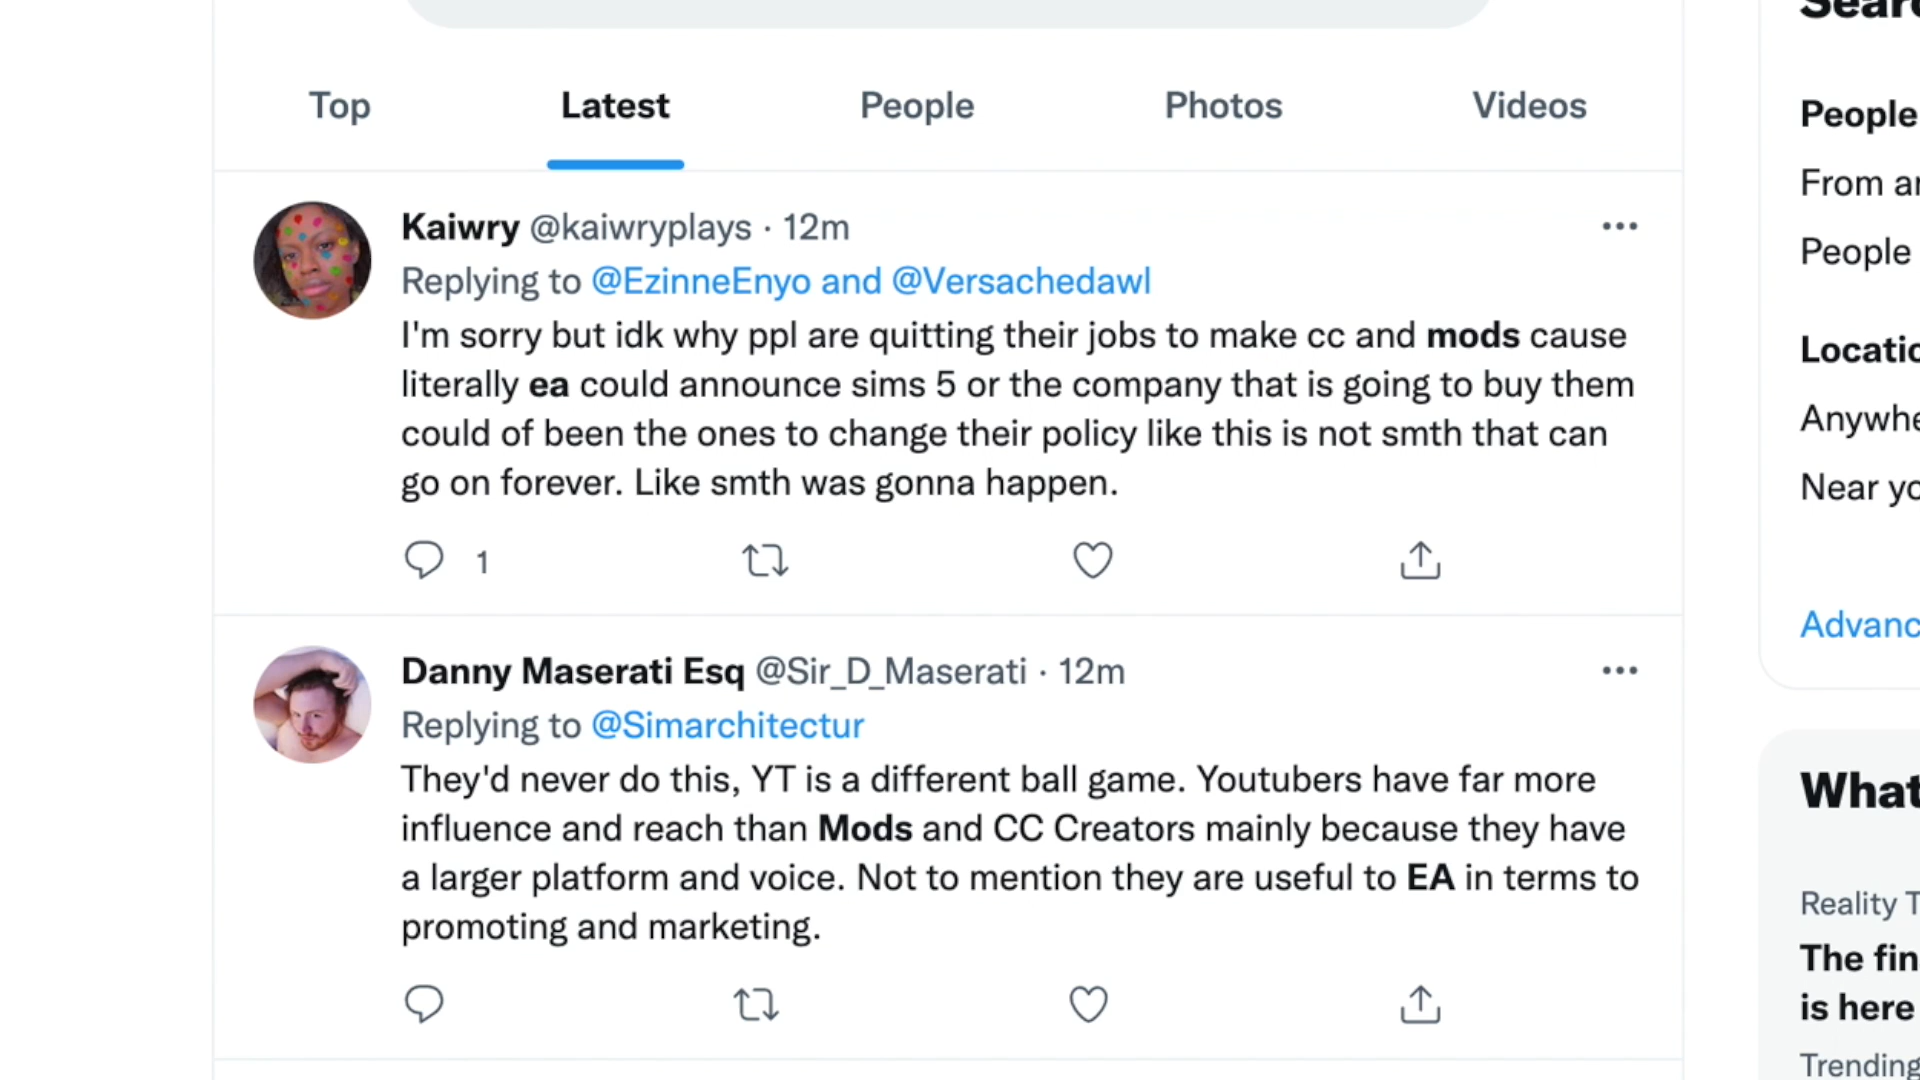 Top Latest People Photos Videos
Kaiwry @kaiwryplays · 12m
Replying to @EzinneEnyo and @Versachedawl
I'm sorry but idk why ppl are quitting their jobs to make cc and mods cause
literally ea could announce sims 5 or the company that is going to buy them
could of been the ones to change their policy like this is not smth that can
go on forever. Like smth was gonna happen.
1
Danny Maserati Esq @Sir_D_Maserati · 12m
Replying to @Simarchitectur
They'd never do this, YT is a different ball game. Youtubers have far more
influence and reach than Mods and CC Creators mainly because they have
a larger platform and voice. Not to mention they are useful to EA in terms to
promoting and marketing.
People
From
People
Near
What
Reality
The
is here
Trending